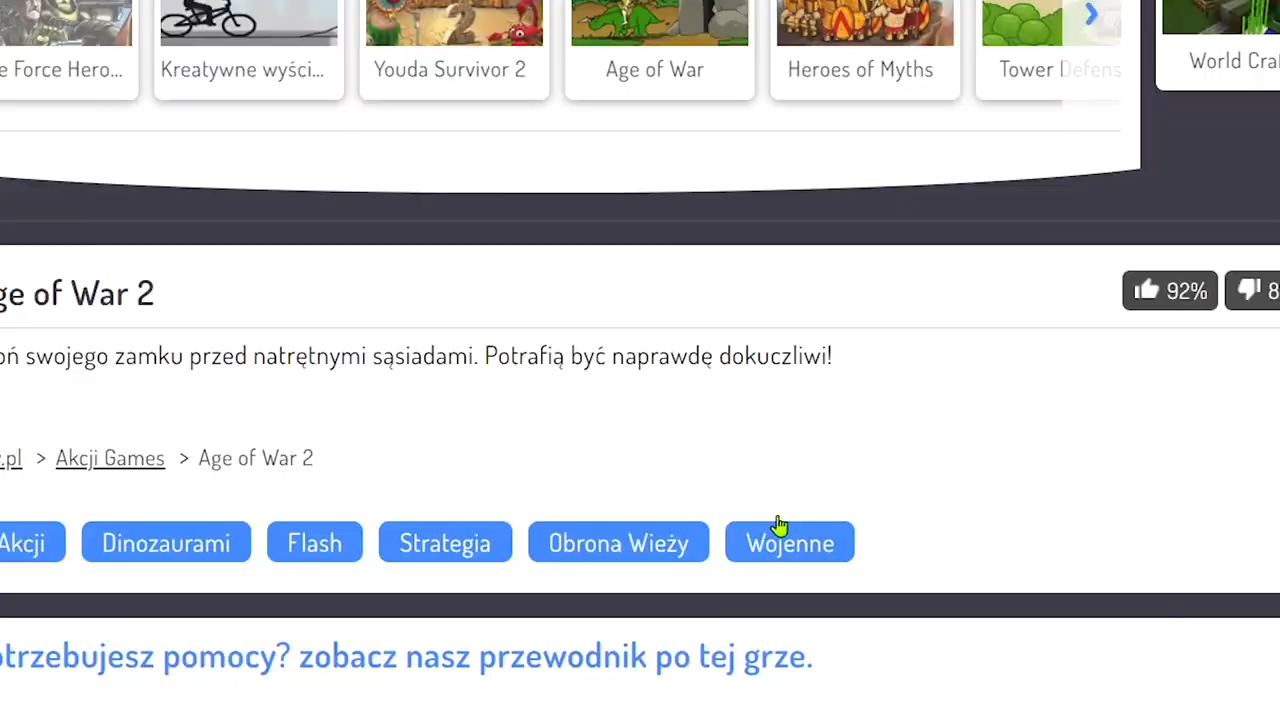 e Force Hero...
Kreatywne wyści...
Youda Survivor 2
Age of War
Heroes of Myths
Tower Defens
World Cra
ge of War 2
92%
8
oń swojego zamku przed natrętnymi sąsiadami. Potrafią być naprawdę dokuczliwi!
.pl > Akcji Games > Age of War 2
Akcji
Dinozaurami
Flash
Strategia
Obrona Wieży
Wojenne
otrzebujesz pomocy? zobacz nasz przewodnik po tej grze.